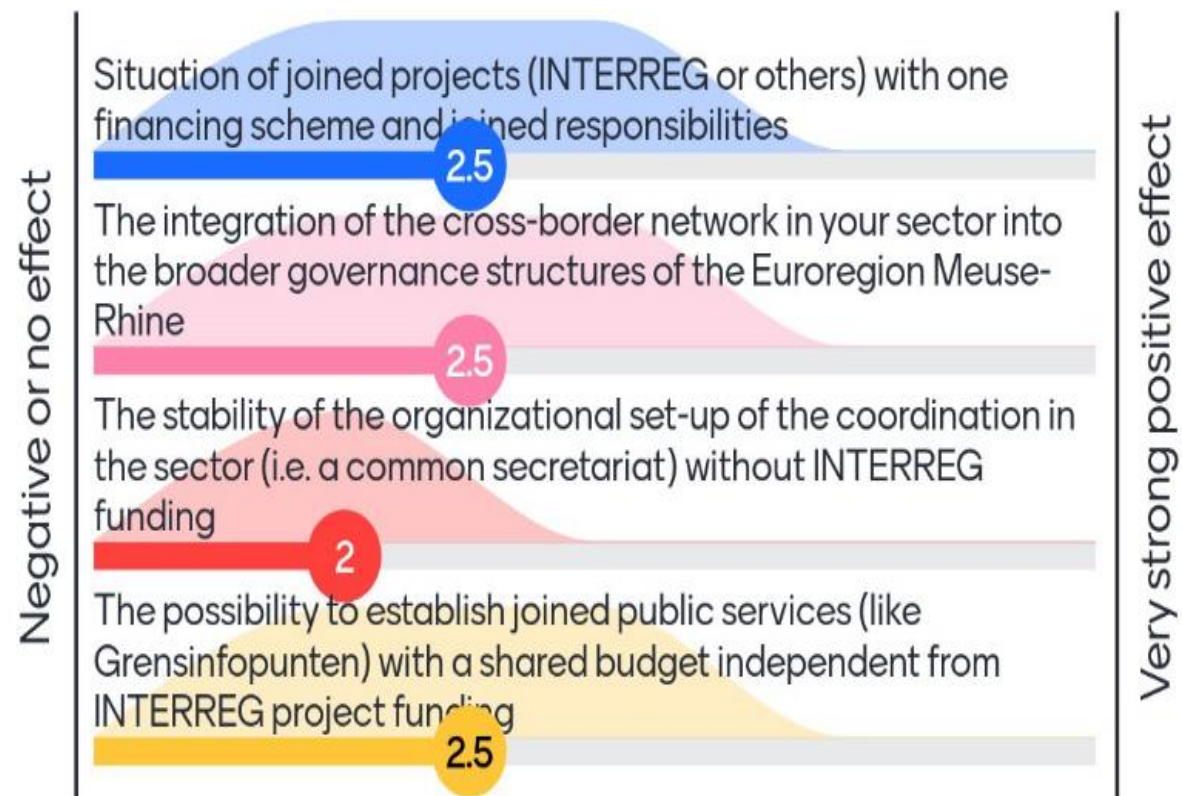 Negative or no effect
Situation of joined projects (INTERREG or others) with one
financing scheme and joined responsibilities
2.5
The integration of the cross-border network in your sector into
the broader governance structures of the Euroregion Meuse-
Rhine
2.5
The stability of the organizational set-up of the coordination in
the sector (i.e. a common secretariat) without INTERREG
funding
2
The possibility to establish joined public services (like
Grensinfopunten) with a shared budget independent from
INTERREG project funding
2.5
Very strong positive effect